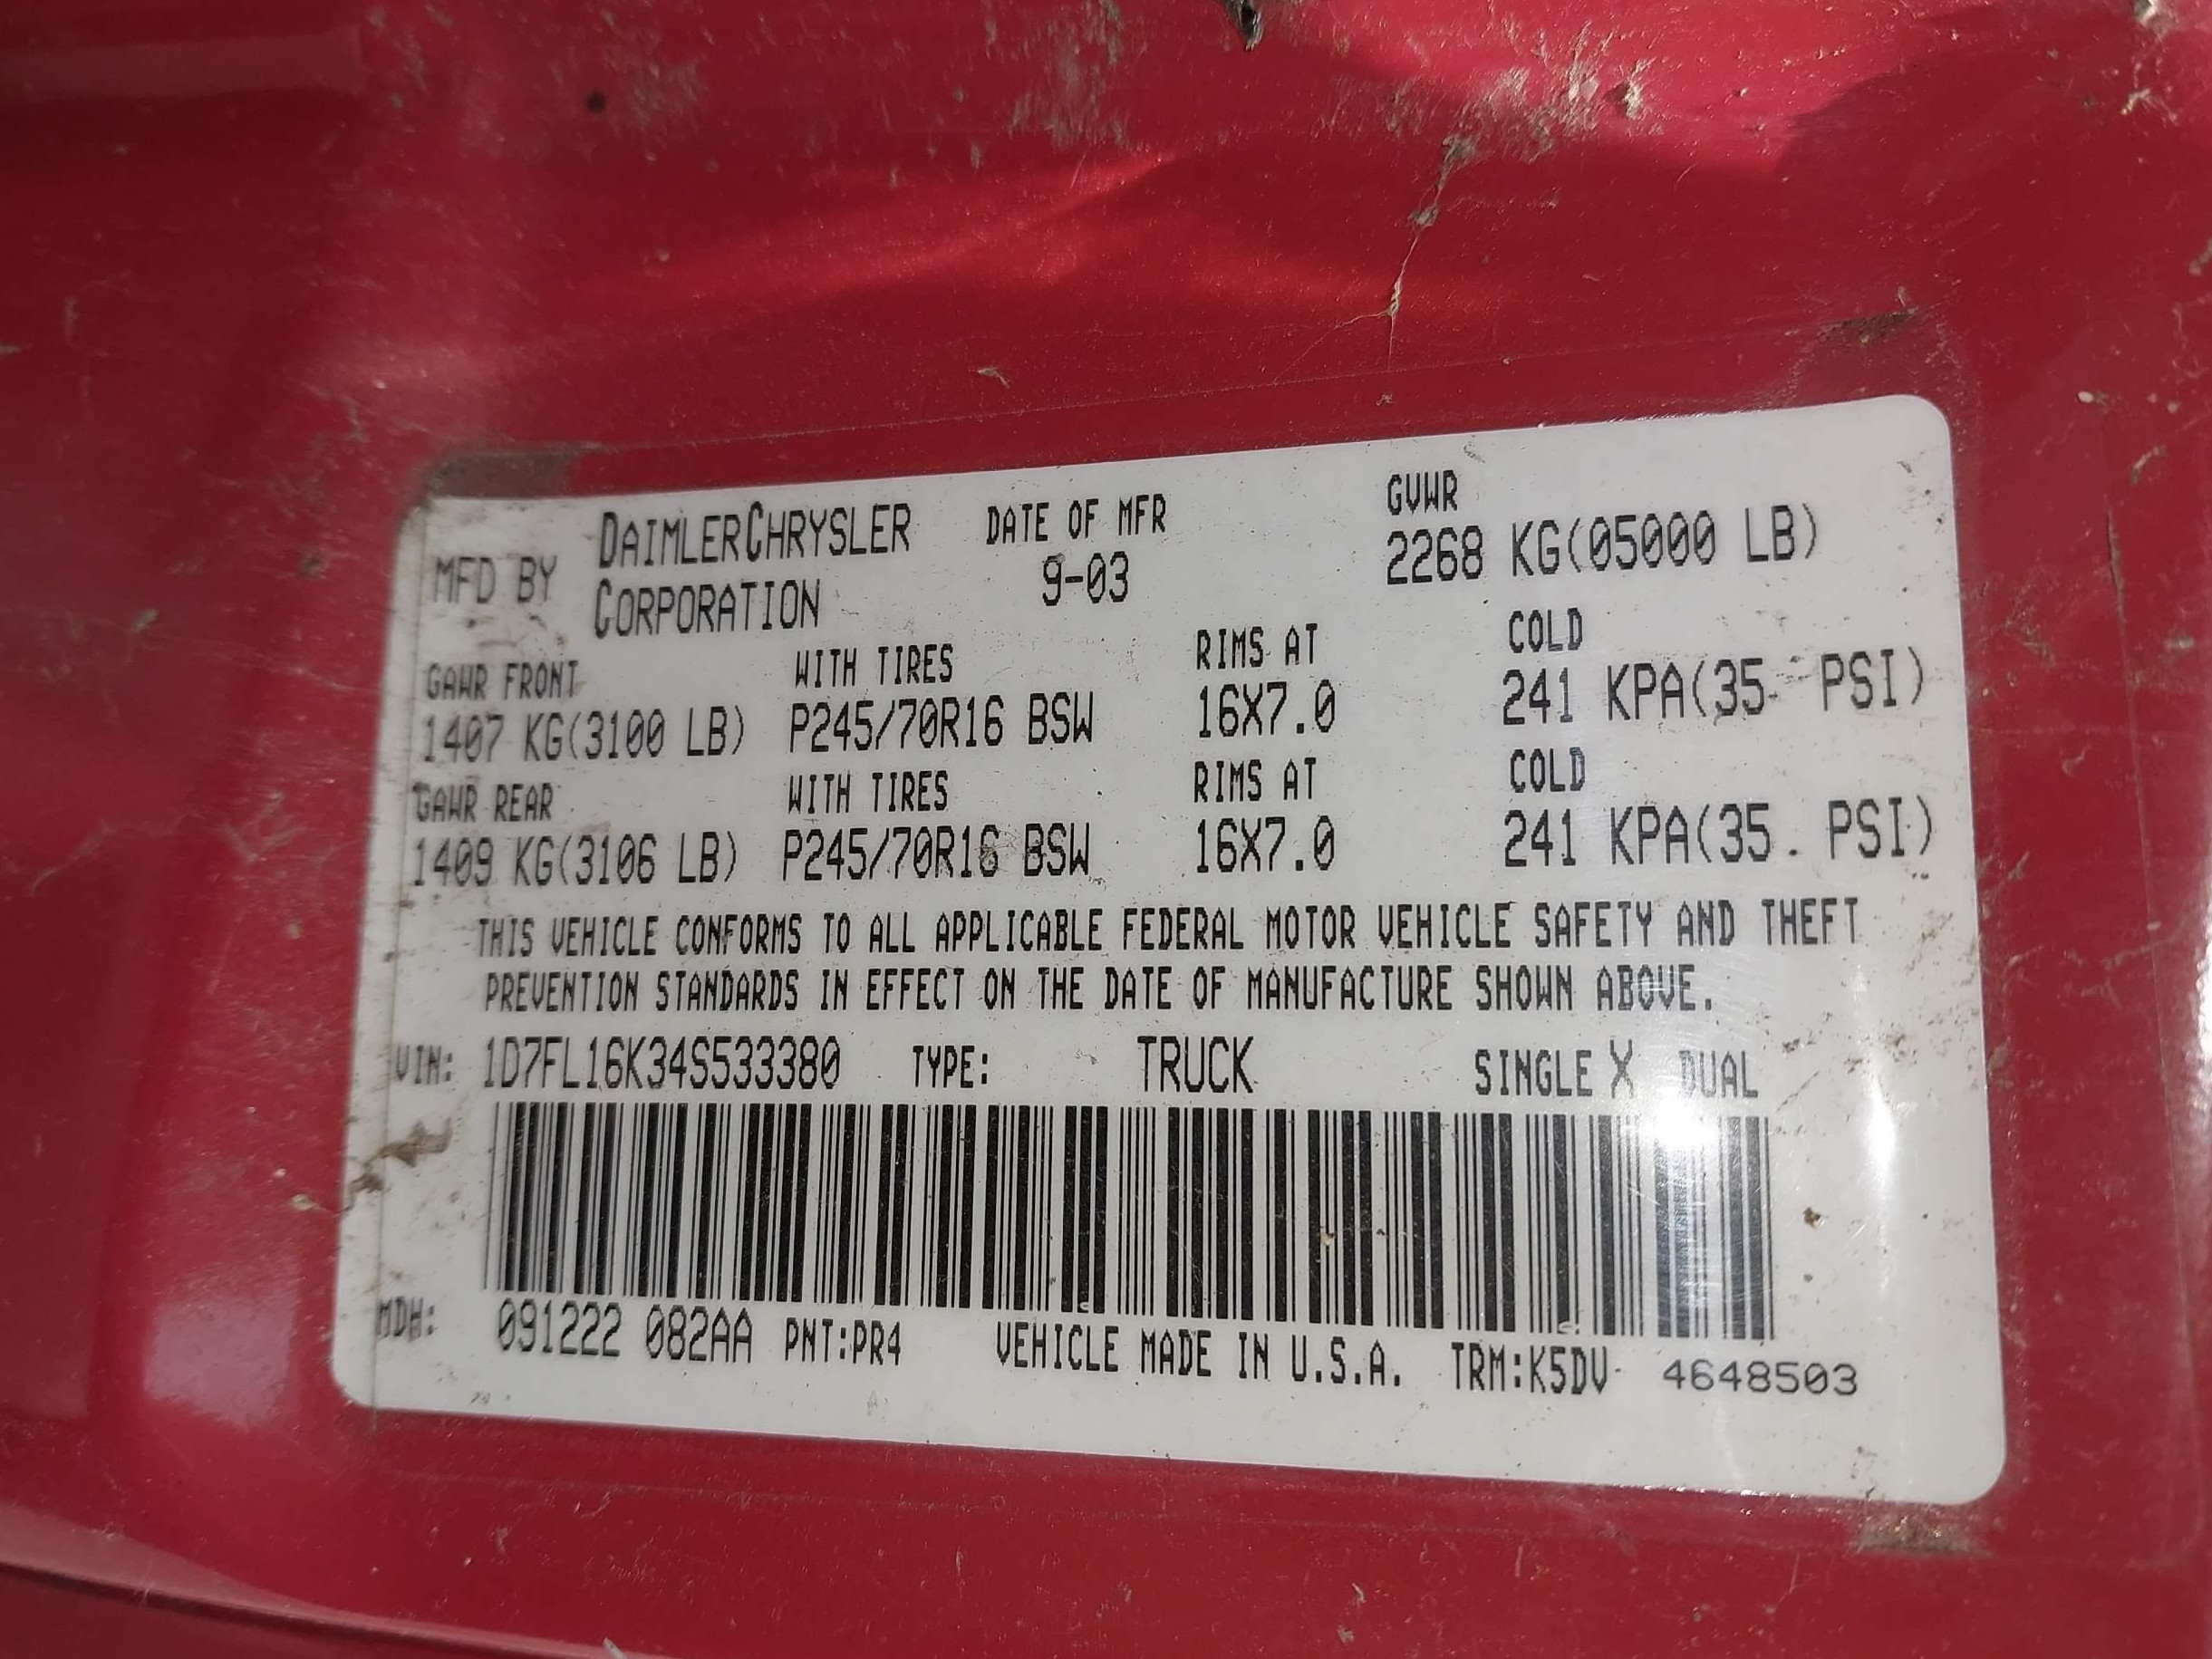 MFD BY DAIMLERCHRYSLER CORPORATION DATE OF MFR 9-03 GVWR 2268 KG(05000 LB)
GAWR FRONT WITH TIRES RIMS AT COLD
1407 KG(3100 LB) P245/70R16 BSW 16X7.0 241 KPA(35. PSI)
GAWR REAR WITH TIRES RIMS AT COLD
1409 KG(3106 LB) P245/70R16 BSW 16X7.0 241 KPA(35. PSI)
THIS VEHICLE CONFORMS TO ALL APPLICABLE FEDERAL MOTOR VEHICLE SAFETY AND THEFT
PREVENTION STANDARDS IN EFFECT ON THE DATE OF MANUFACTURE SHOWN ABOVE.
VIN: 1D7FL16K34S533380 TYPE: TRUCK SINGLE X DUAL
MDH: 091222 082AA PNT:PR4 VEHICLE MADE IN U.S.A. TRM:K5DV 4648503